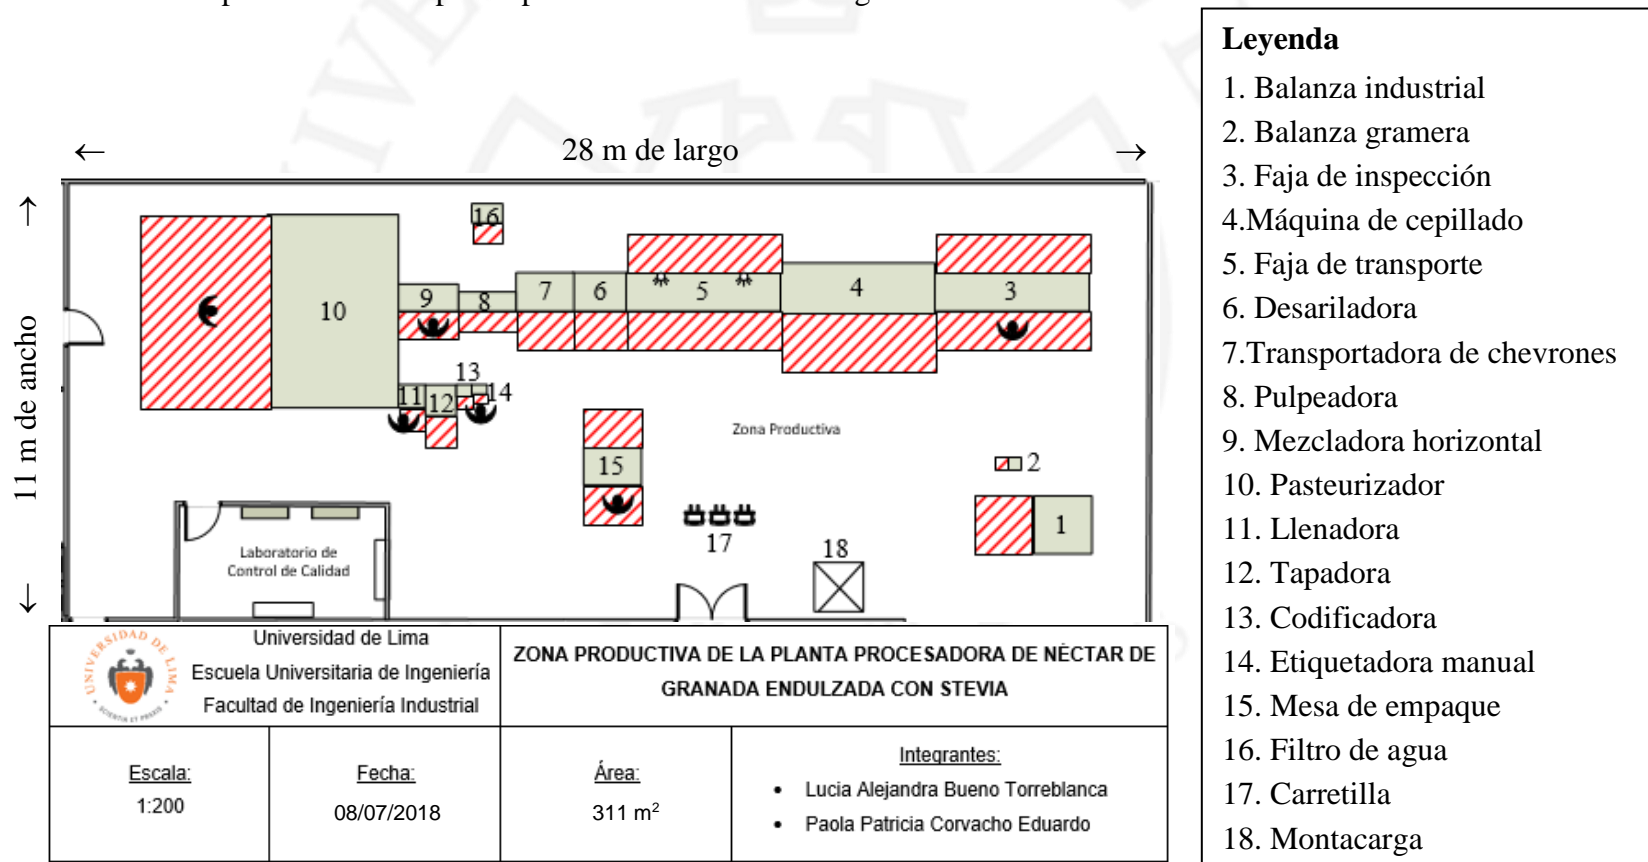 ← 28 m de largo →
← 11 m de ancho →
16
10
9
8
7
6
5
4
3
13
11
12
14
15
Zona Productiva
2
1
17
18
Laboratorio de
Control de Calidad
UNIVERSIDAD DE LIMA
SCIENTIA ET PRAXIS
Universidad de Lima
Escuela Universitaria de Ingeniería
Facultad de Ingeniería Industrial
ZONA PRODUCTIVA DE LA PLANTA PROCESADORA DE NÉCTAR DE
GRANADA ENDULZADA CON STEVIA
Escala:
1:200
Fecha:
08/07/2018
Área:
311 m²
Integrantes:
• Lucia Alejandra Bueno Torreblanca
• Paola Patricia Corvacho Eduardo
Leyenda
1. Balanza industrial
2. Balanza gramera
3. Faja de inspección
4.Máquina de cepillado
5. Faja de transporte
6. Desariladora
7.Transportadora de chevrones
8. Pulpeadora
9. Mezcladora horizontal
10. Pasteurizador
11. Llenadora
12. Tapadora
13. Codificadora
14. Etiquetadora manual
15. Mesa de empaque
16. Filtro de agua
17. Carretilla
18. Montacarga